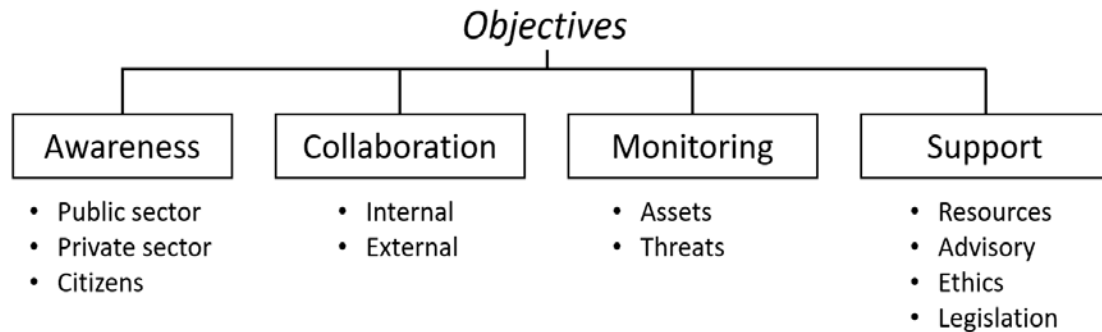 Objectives
Awareness
• Public sector
• Private sector
• Citizens
Collaboration
• Internal
• External
Monitoring
• Assets
• Threats
Support
• Resources
• Advisory
• Ethics
• Legislation